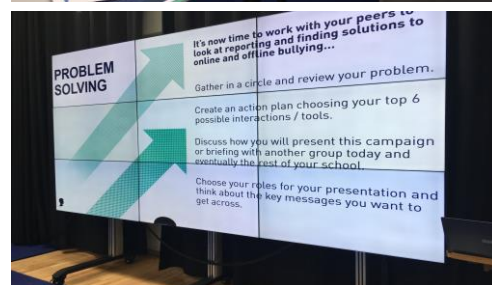 PROBLEM
SOLVING
It's now time to work with your peers to
look at reporting and finding solutions to
online and offline bullying...
Gather in a circle and review your problem.
Create an action plan choosing your top 6
possible interactions / tools.
Discuss how you will present this campaign
or briefing with another group today and
eventually the rest of your school.
Choose your roles for your presentation and
think about the key messages you want to
get across.